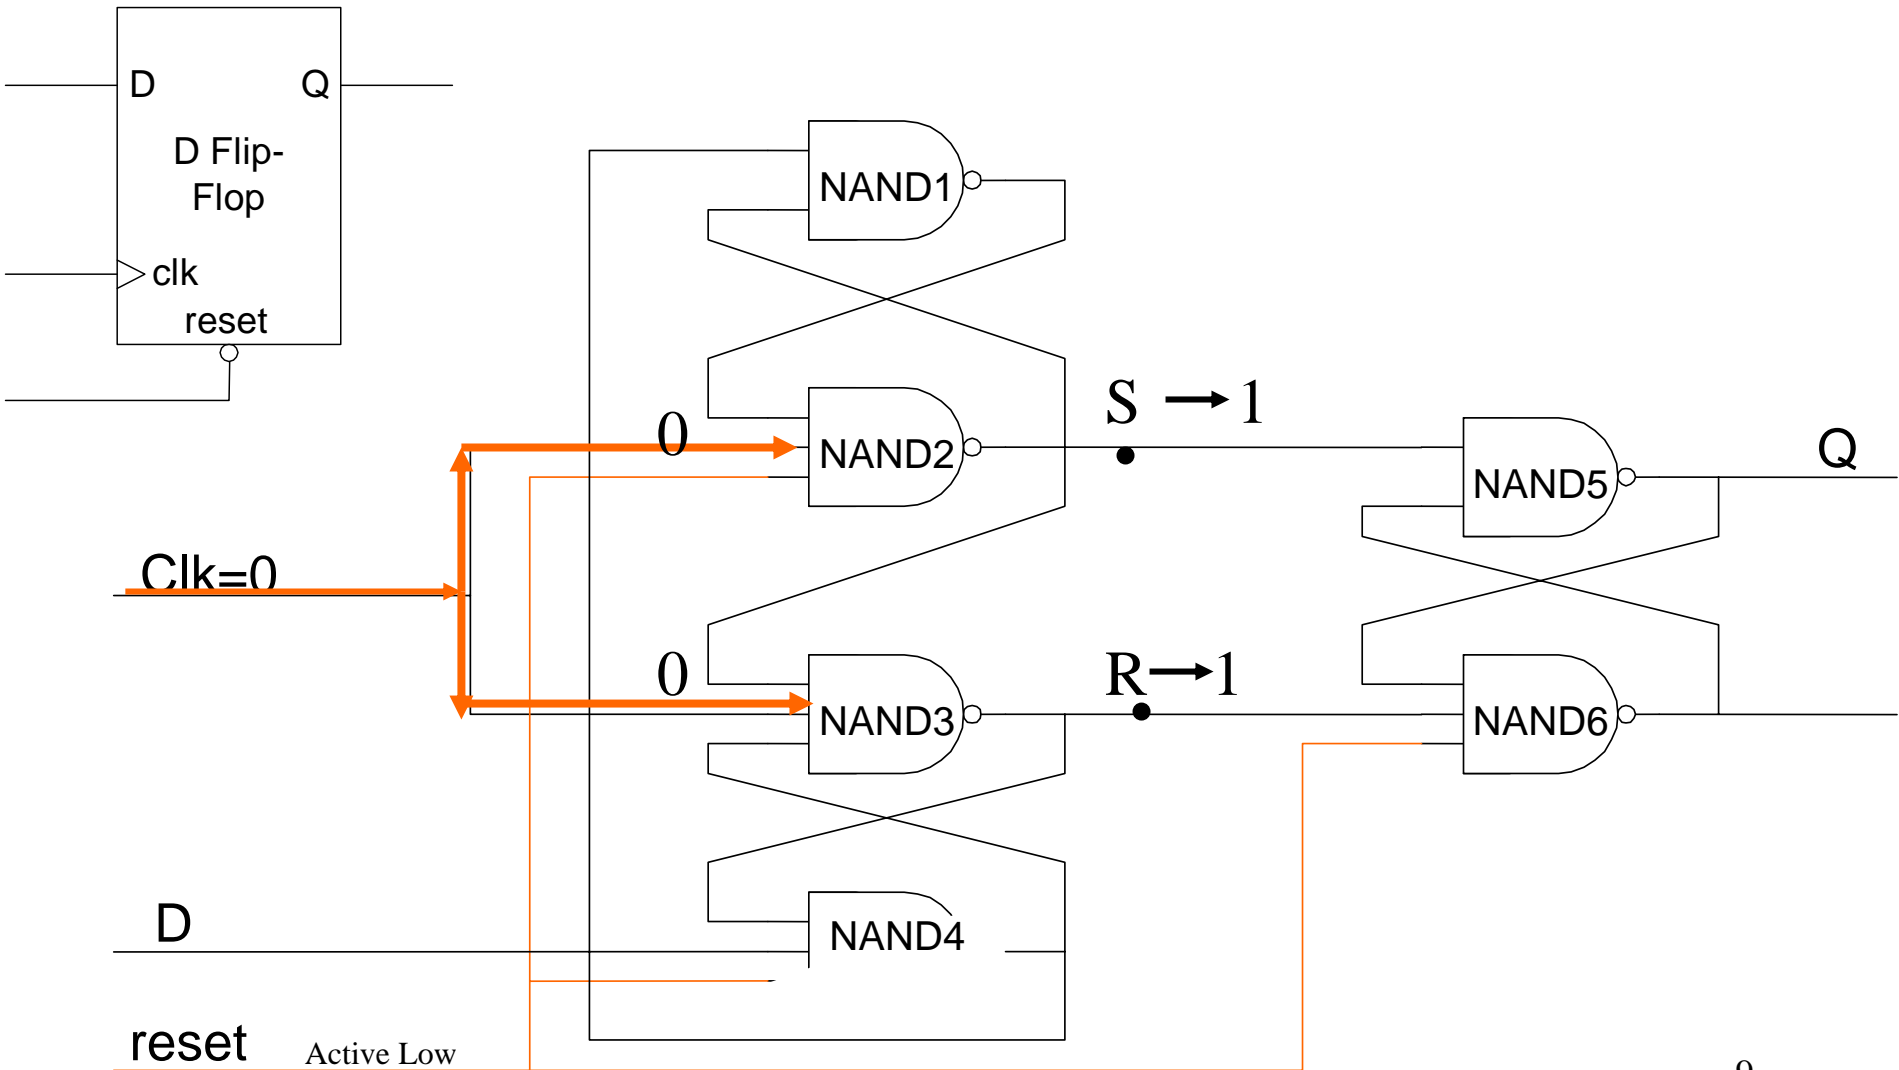 D Q
D Flip-
Flop
clk
reset
NAND1
S → 1
0
NAND2
Q
NAND5
Clk=0
0
R → 1
NAND3
NAND6
D
NAND4
reset Active Low